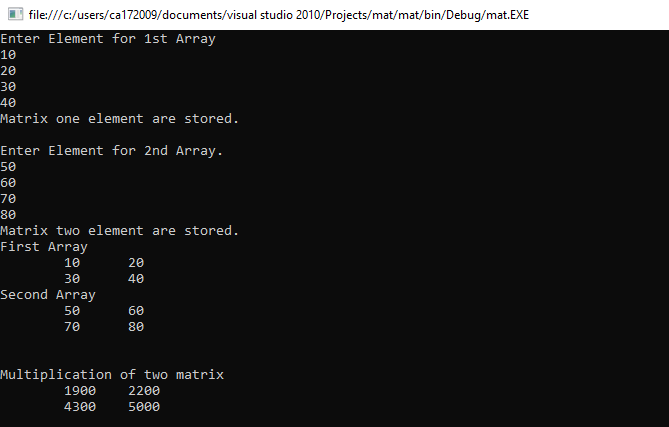 file:///c:/users/ca172009/documents/visual studio 2010/Projects/mat/mat/bin/Debug/mat.EXE
Enter Element for 1st Array
10
20
30
40
Matrix one element are stored.
Enter Element for 2nd Array.
50
60
70
80
Matrix two element are stored.
First Array
10 20
30 40
Second Array
50 60
70 80
Multiplication of two matrix
1900 2200
4300 5000